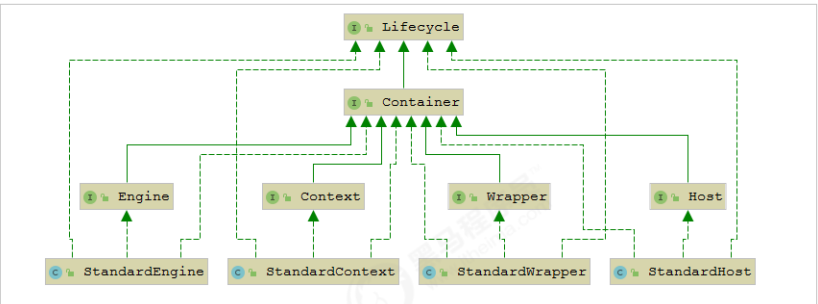 Lifecycle
Container
Engine
Context
Wrapper
Host
StandardEngine
StandardContext
StandardWrapper
StandardHost